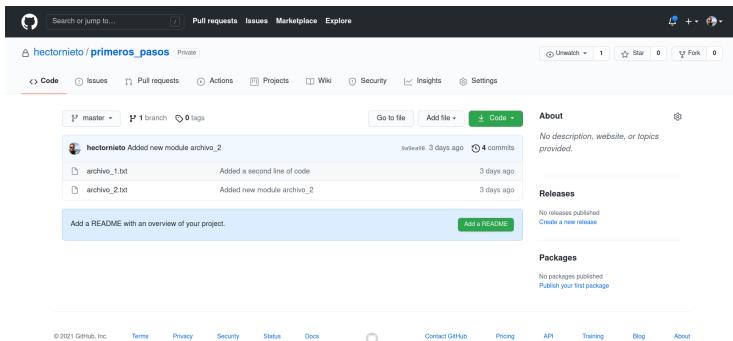 Search or jump to... / Pull requests Issues Marketplace Explore
hectornieto / primeros_pasos Private
Unwatch 1 Star 0 Fork 0
Code Issues Pull requests Actions Projects Wiki Security Insights Settings
master 1 branch 0 tags Go to file Add file Code
hectornieto Added new module archivo_2 3 days ago 4 commits
archivo_1.txt Added a second line of code 3 days ago
archivo_2.txt Added new module archivo_2 3 days ago
Add a README with an overview of your project. Add a README
About
No description, website, or topics
provided.
Releases
No releases published
Create a new release
Packages
No packages published
Publish your first package
© 2021 GitHub, Inc. Terms Privacy Security Status Docs Contact GitHub Pricing API Training Blog About